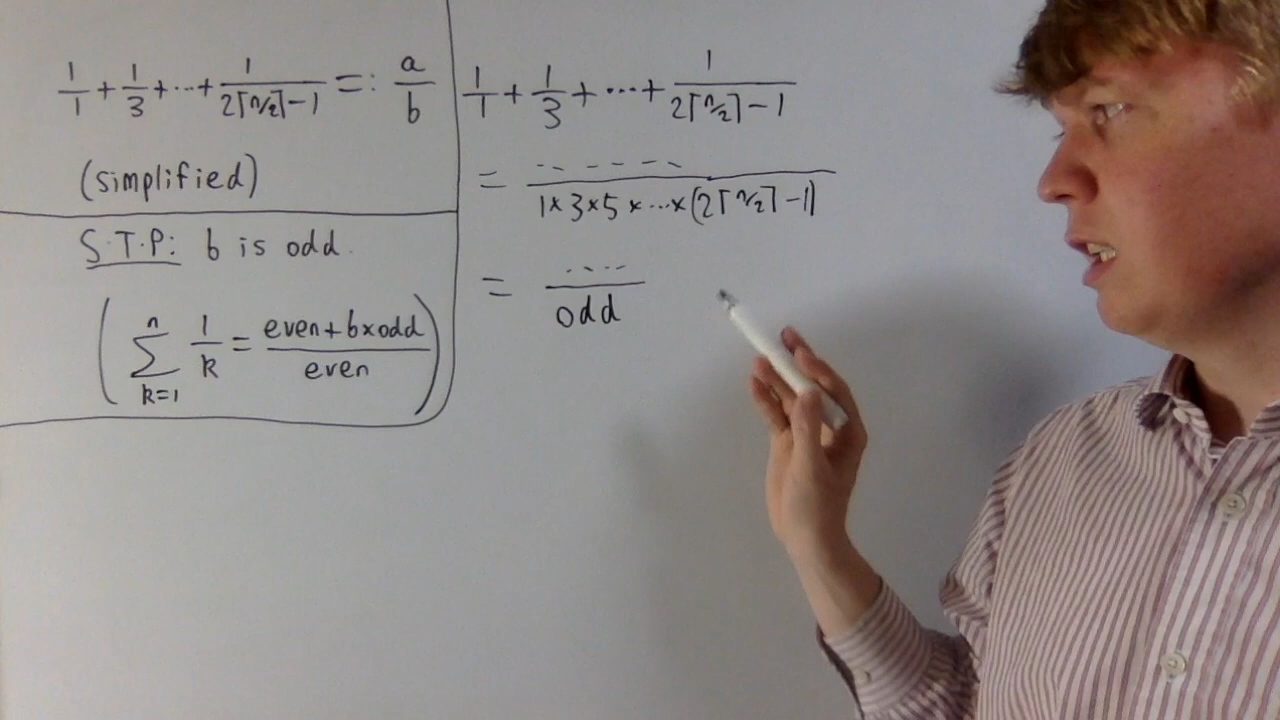 1/1 + 1/3 + ... + 1/(2⌈n/2⌉-1) =: a/b
(simplified)
S.T.P: b is odd.
(∑_{k=1}^{n} 1/k = (even+b×odd)/even)
1/1 + 1/3 + ... + 1/(2⌈n/2⌉-1)
= ....../(1×3×5×...×(2⌈n/2⌉-1))
= ..../odd